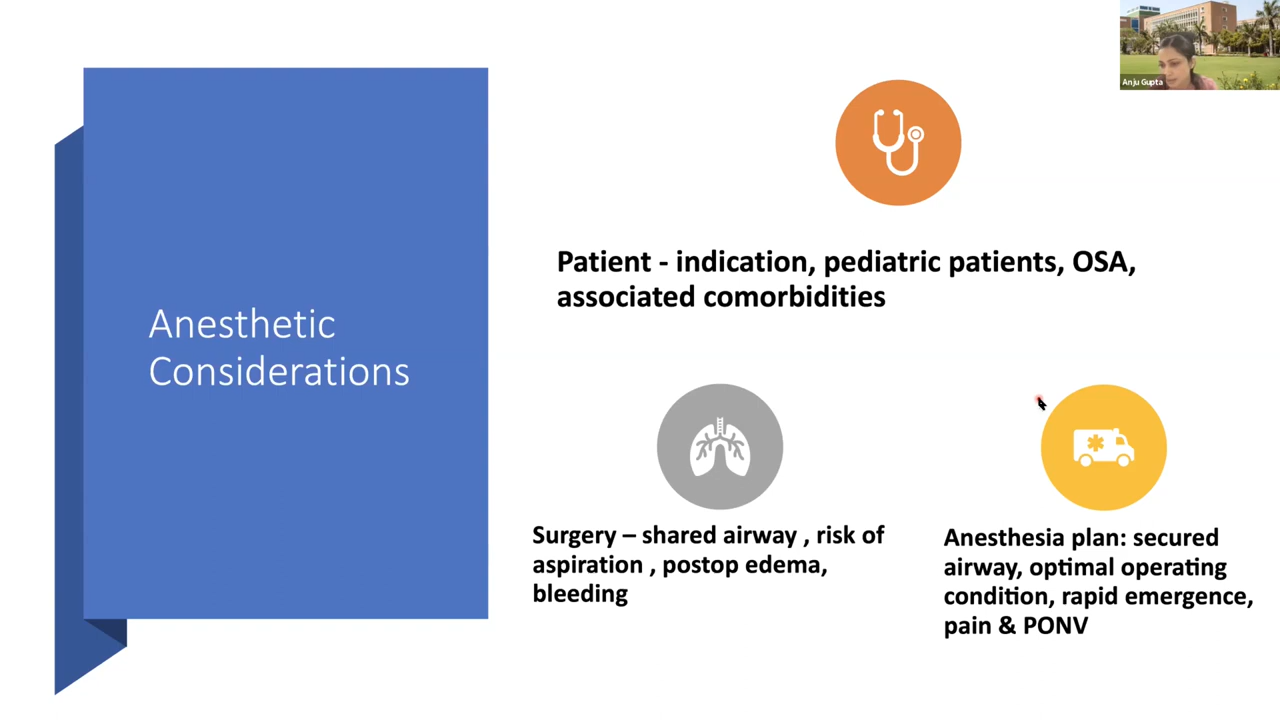 Anju Gupta
Anesthetic
Considerations
Patient - indication, pediatric patients, OSA,
associated comorbidities
Surgery – shared airway , risk of
aspiration , postop edema,
bleeding
Anesthesia plan: secured
airway, optimal operating
condition, rapid emergence,
pain & PONV